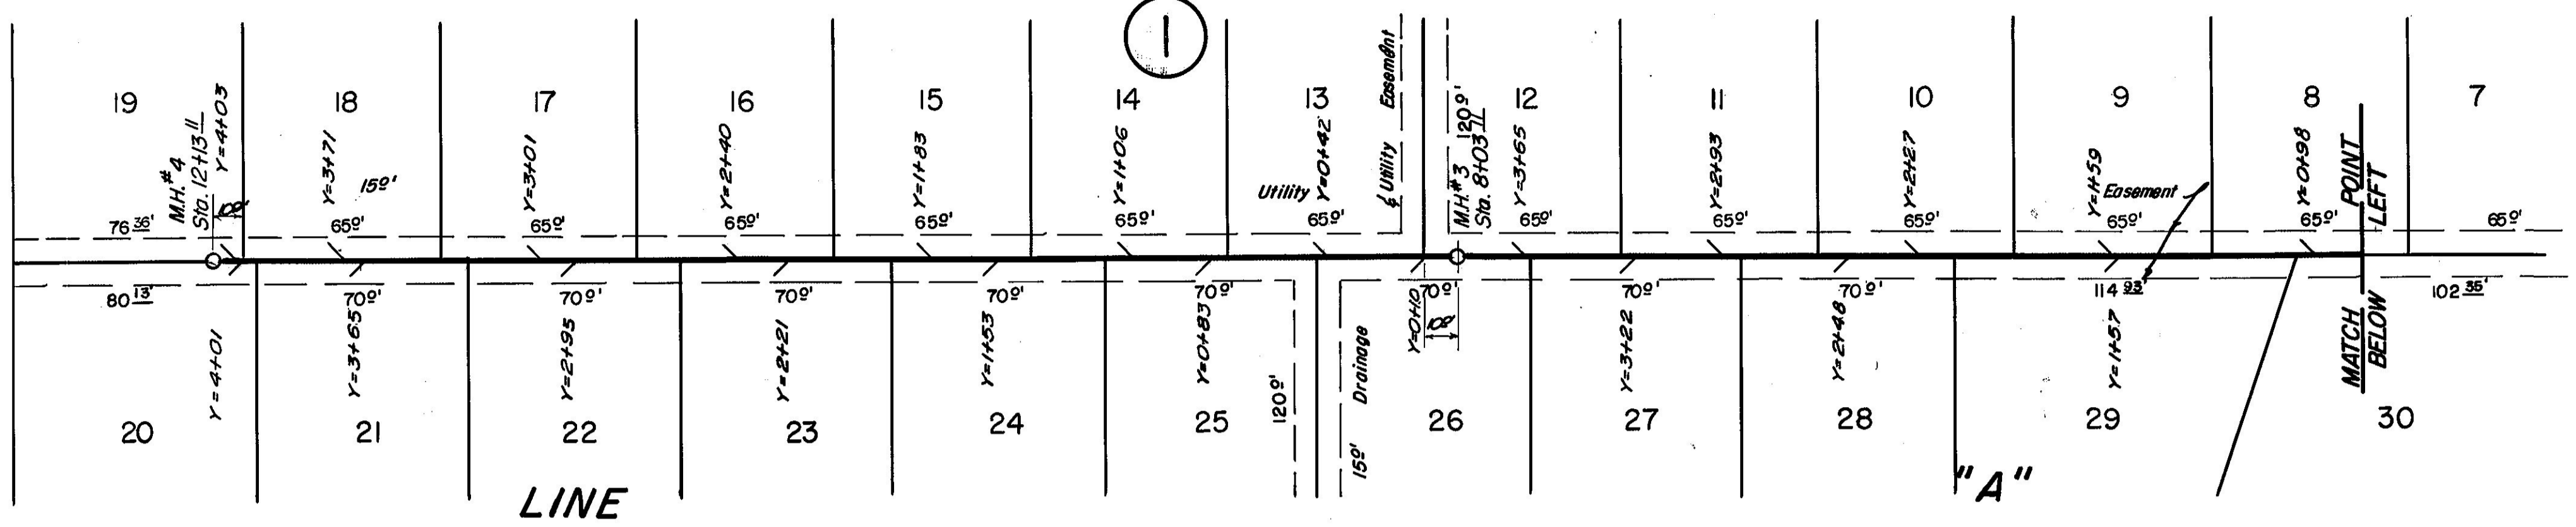 1
19
18
17
16
15
14
13
12
11
10
9
8
7
M.H.# 4
Sta. 12+13 11
Y=4+03
Y=3+71
Y=3+01
Y=2+40
Y=1+83
Y=1+06
Y=0+42
₵ Utility Easement
M.H.# 3
Sta. 8+03 11
120 0'
Y=3+65
Y=2+93
Y=2+27
Y=1+59
Y=0+98
15 0' Utility Easement
76 36'
10 0'
65 0'
65 0'
65 0'
65 0'
65 0'
65 0'
65 0'
65 0'
65 0'
65 0'
65 0'
POINT
LEFT
80 13'
70 0'
70 0'
70 0'
70 0'
70 0'
70 0'
70 0'
70 0'
114 93'
102 35'
Y=4+01
Y=3+65
Y=2+95
Y=2+21
Y=1+53
Y=0+83
120 0'
15 0' Drainage
Y=0+10
10 0'
Y=3+22
Y=2+48
Y=1+57
MATCH
BELOW
20
21
22
23
24
25
26
27
28
29
30
LINE "A"